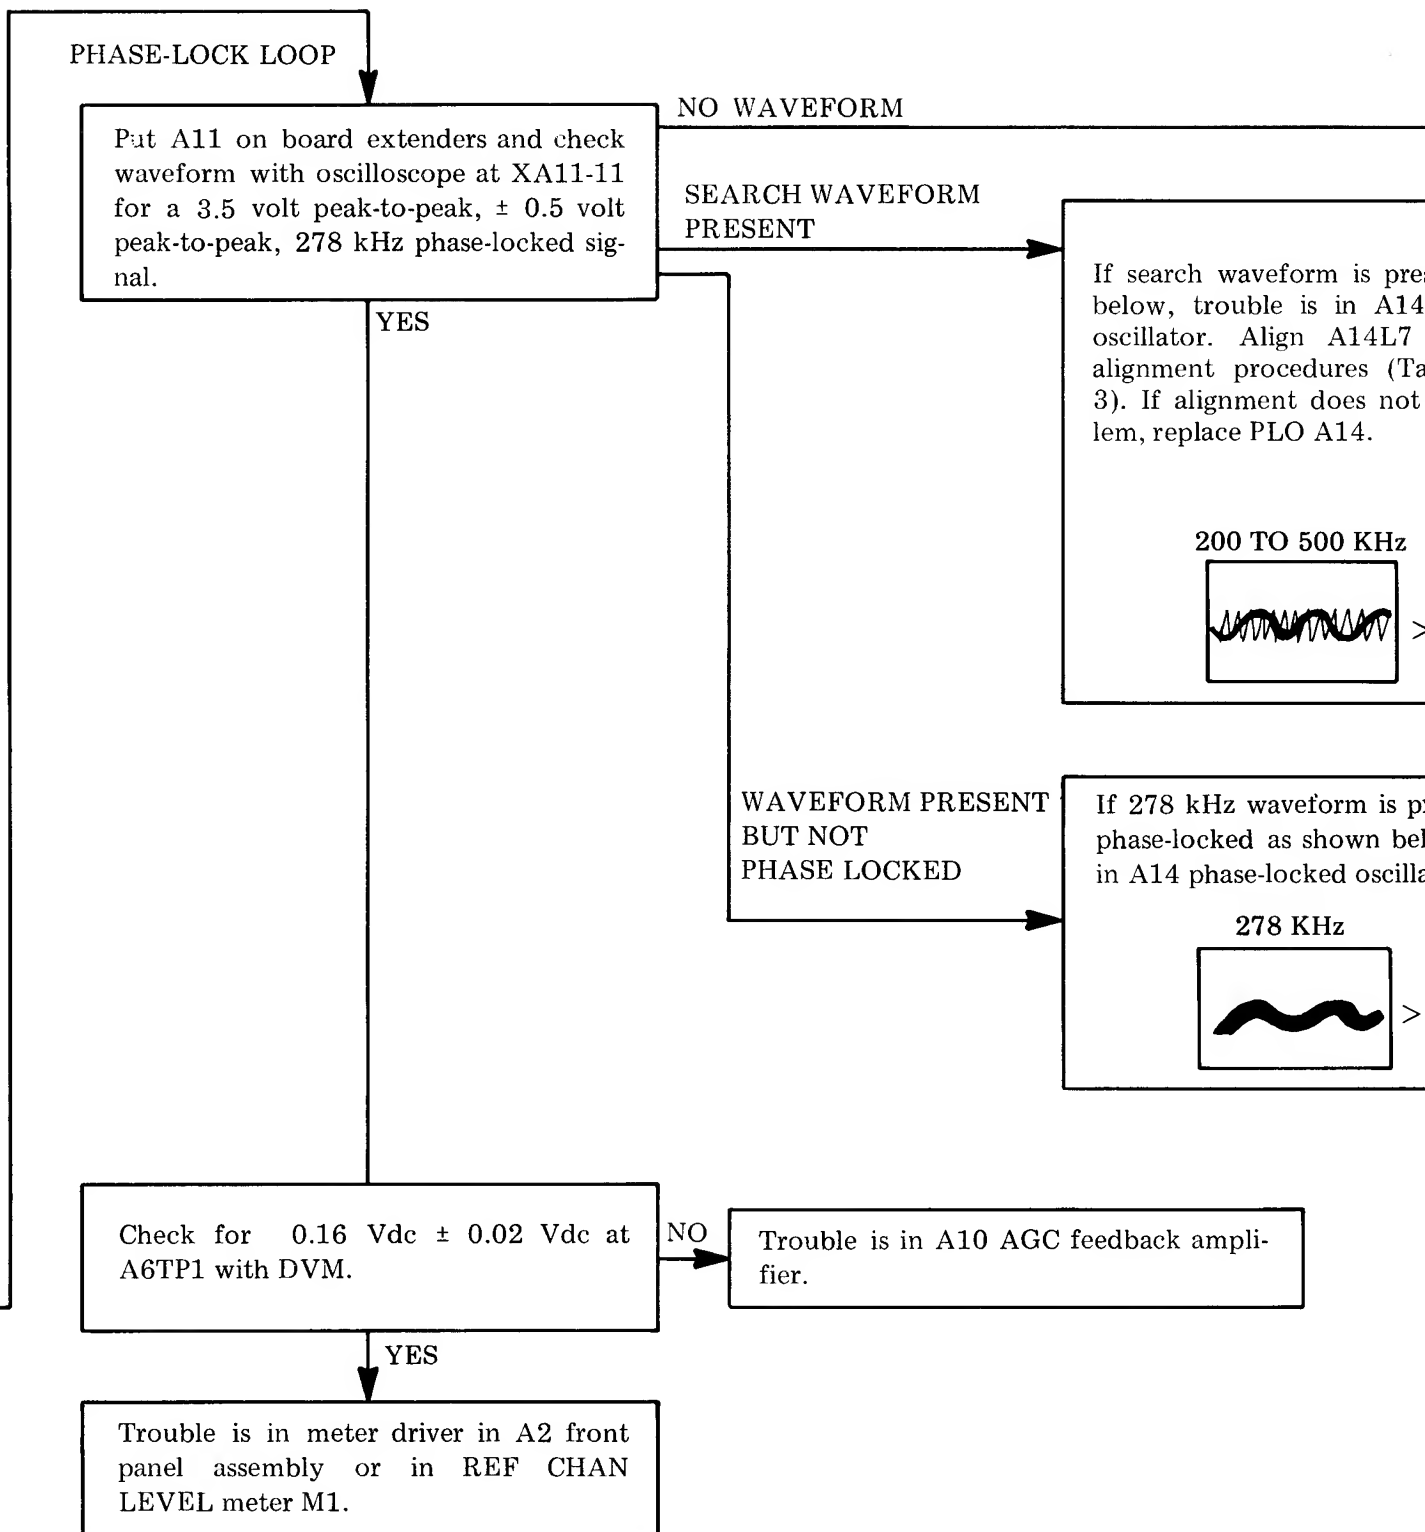 PHASE-LOCK LOOP
Put A11 on board extenders and check
waveform with oscilloscope at XA11-11
for a 3.5 volt peak-to-peak, ± 0.5 volt
peak-to-peak, 278 kHz phase-locked sig-
nal.
NO WAVEFORM
SEARCH WAVEFORM
PRESENT
YES
If search waveform is pres
below, trouble is in A14
oscillator. Align A14L7
alignment procedures (Ta
3). If alignment does not
lem, replace PLO A14.
200 TO 500 KHz
>
WAVEFORM PRESENT
BUT NOT
PHASE LOCKED
If 278 kHz waveform is p
phase-locked as shown bel
in A14 phase-locked oscilla
278 KHz
>
Check for 0.16 Vdc ± 0.02 Vdc at
A6TP1 with DVM.
NO
Trouble is in A10 AGC feedback ampli-
fier.
YES
Trouble is in meter driver in A2 front
panel assembly or in REF CHAN
LEVEL meter M1.